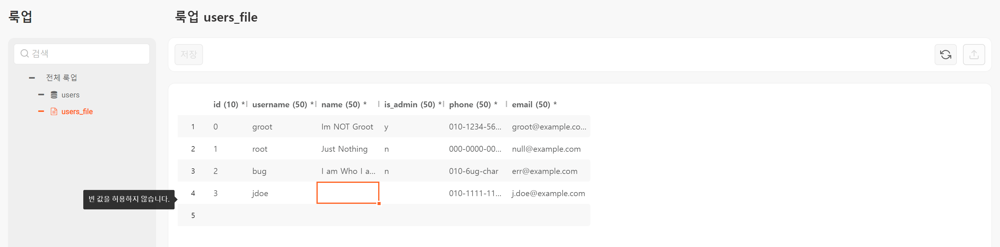 룩업
검색
전체 룩업
users
users_file
룩업 users_file
저장
id (10) * username (50) * name (50) * is_admin (50) * phone (50) * email (50) *
1 0 groot Im NOT Groot y 010-1234-56... groot@example.co...
2 1 root Just Nothing n 000-0000-00... null@example.com
3 2 bug I am Who I a... n 010-6ug-char err@example.com
4 3 jdoe 010-1111-11... j.doe@example.com
빈 값을 허용하지 않습니다.
5